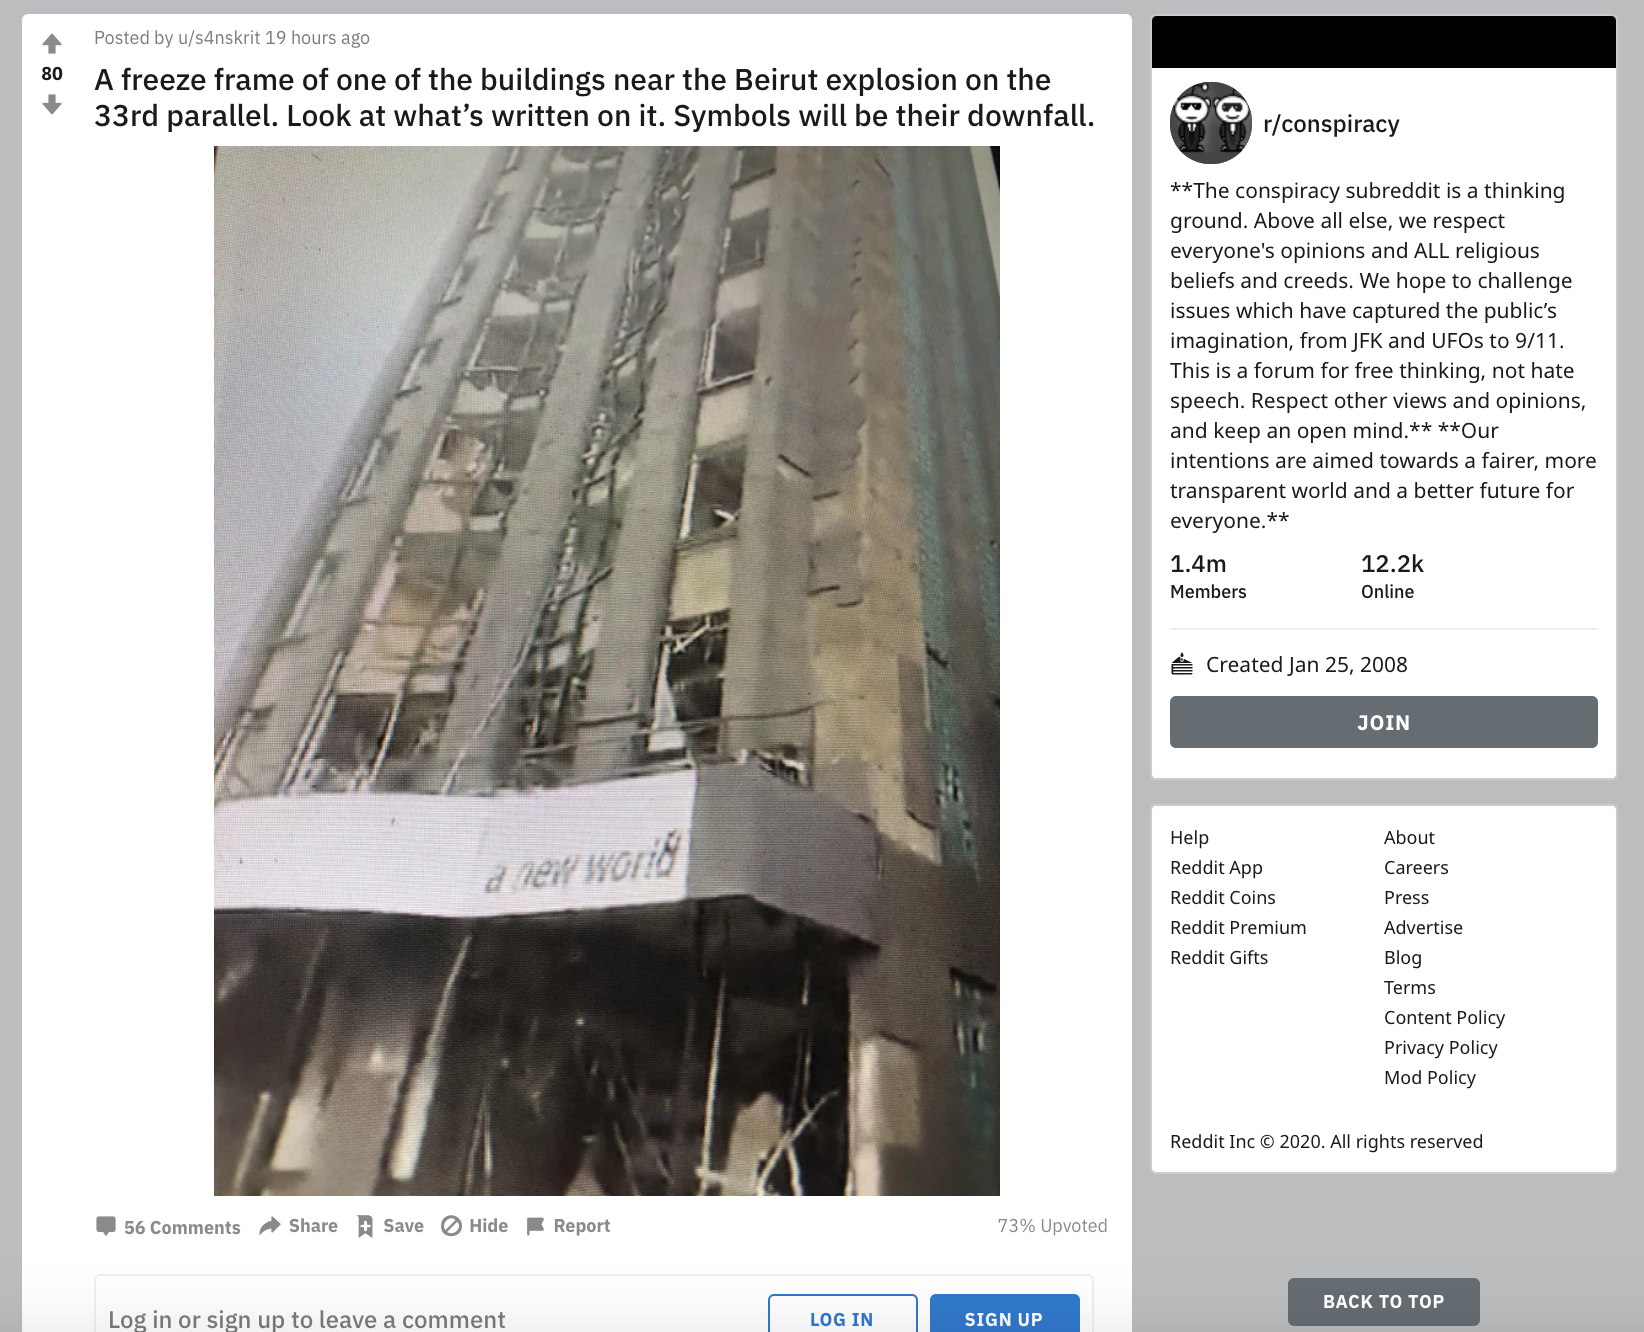 Posted by u/s4nskrit 19 hours ago
80
A freeze frame of one of the buildings near the Beirut explosion on the
33rd parallel. Look at what’s written on it. Symbols will be their downfall.
a new world
56 Comments
Share
Save
Hide
Report
73% Upvoted
Log in or sign up to leave a comment
LOG IN
SIGN UP
r/conspiracy
**The conspiracy subreddit is a thinking
ground. Above all else, we respect
everyone's opinions and ALL religious
beliefs and creeds. We hope to challenge
issues which have captured the public’s
imagination, from JFK and UFOs to 9/11.
This is a forum for free thinking, not hate
speech. Respect other views and opinions,
and keep an open mind.** **Our
intentions are aimed towards a fairer, more
transparent world and a better future for
everyone.**
1.4m
Members
12.2k
Online
Created Jan 25, 2008
JOIN
Help
Reddit App
Reddit Coins
Reddit Premium
Reddit Gifts
About
Careers
Press
Advertise
Blog
Terms
Content Policy
Privacy Policy
Mod Policy
Reddit Inc © 2020. All rights reserved
BACK TO TOP